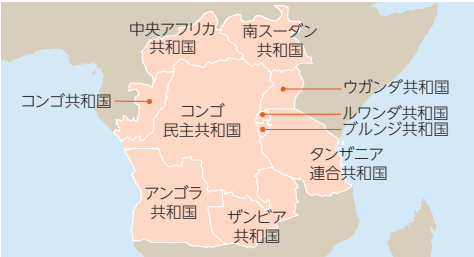 中央アフリカ
共和国
南スーダン
共和国
コンゴ共和国
ウガンダ共和国
コンゴ
民主共和国
ルワンダ共和国
ブルンジ共和国
タンザニア
連合共和国
アンゴラ
共和国
ザンビア
共和国